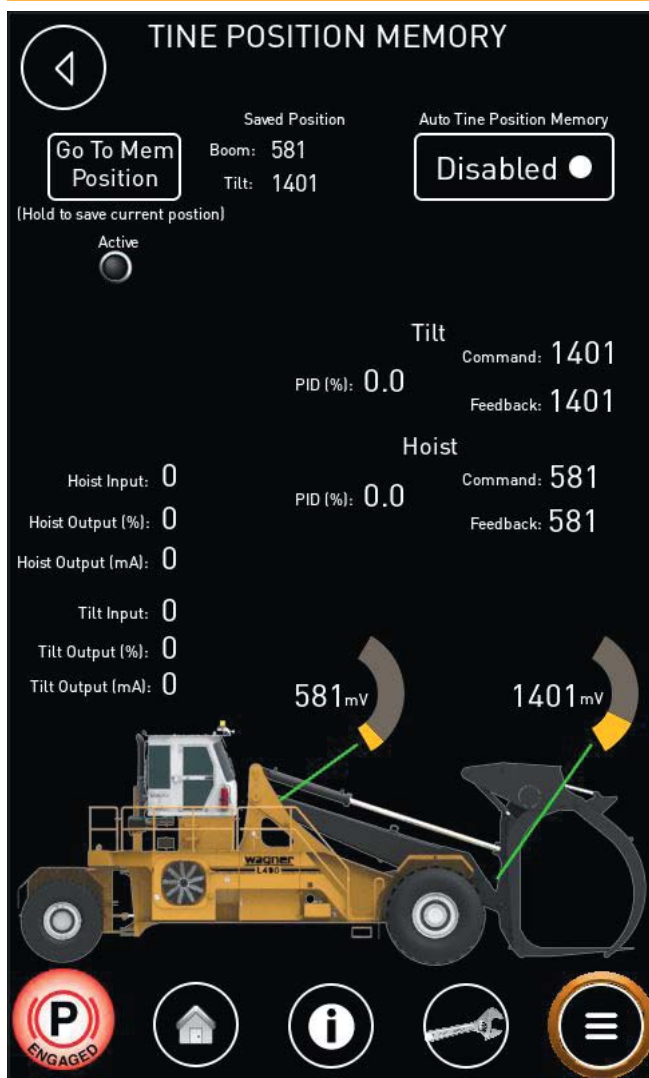 TINE POSITION MEMORY
Saved Position
Auto Tine Position Memory
Go To Mem
Position
Boom: 581
Tilt: 1401
Disabled
(Hold to save current postion)
Active
Tilt
Command: 1401
PID (%): 0.0
Feedback: 1401
Hoist
Command: 581
PID (%): 0.0
Feedback: 581
Hoist Input: 0
Hoist Output (%): 0
Hoist Output (mA): 0
Tilt Input: 0
Tilt Output (%): 0
Tilt Output (mA): 0
581mV
1401mV
wagner
L490
P
ENGAGED
i